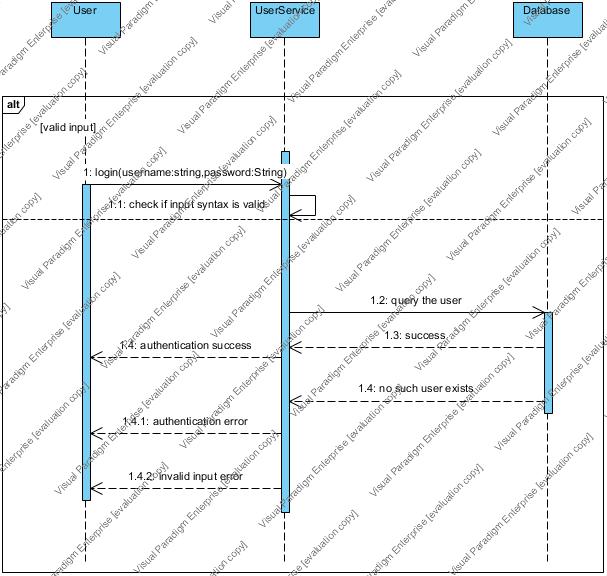 User
UserService
Database
alt
[valid input]
1: login(username:string,password:String)
1.1: check if input syntax is valid
1.2: query the user
1.3: success
1.4: authentication success
1.4: no such user exists
1.4.1: authentication error
1.4.2: invalid input error
Visual Paradigm Enterprise [evaluation copy]